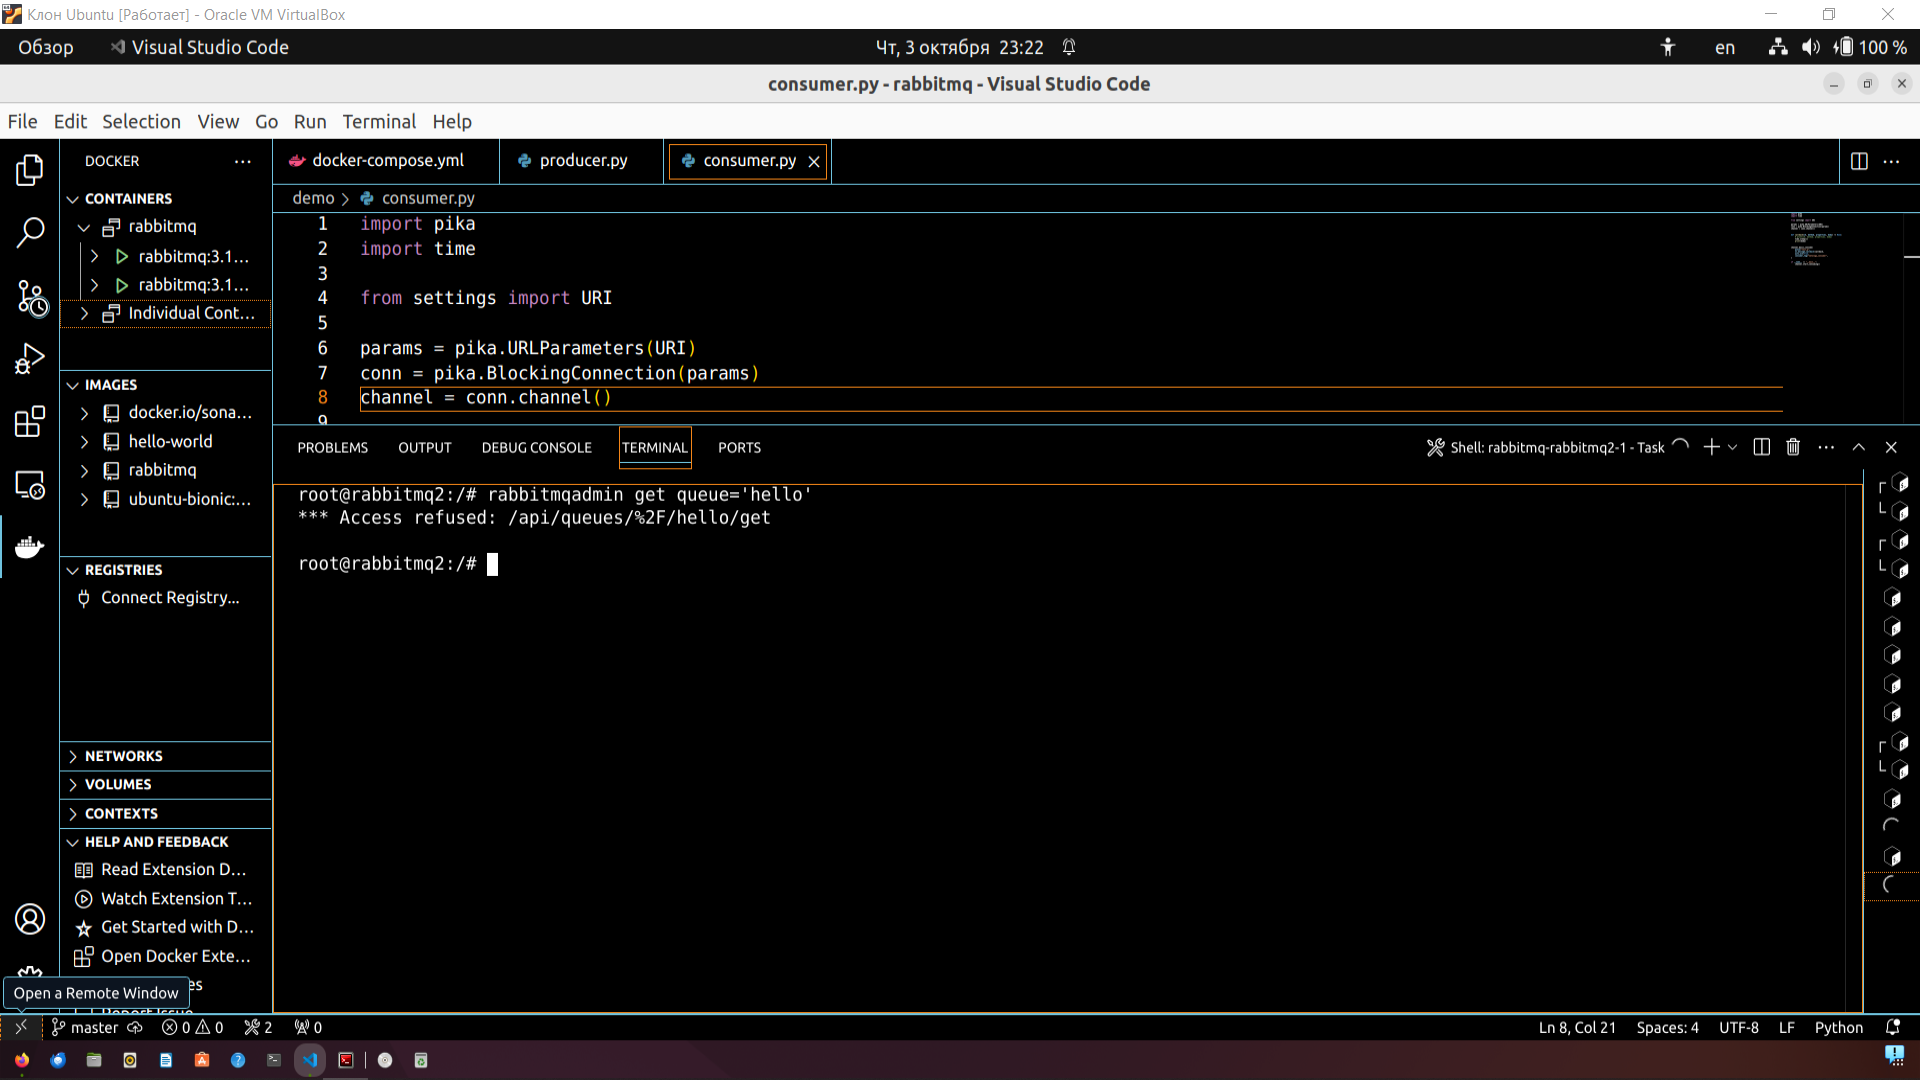 Клон Ubuntu [Работает] - Oracle VM VirtualBox
Обзор
Visual Studio Code
Чт, 3 октября 23:22
en
100 %
consumer.py - rabbitmq - Visual Studio Code
File Edit Selection View Go Run Terminal Help
DOCKER
CONTAINERS
rabbitmq
rabbitmq:3.1...
rabbitmq:3.1...
Individual Cont...
IMAGES
docker.io/sona...
hello-world
rabbitmq
ubuntu-bionic:...
REGISTRIES
Connect Registry...
NETWORKS
VOLUMES
CONTEXTS
HELP AND FEEDBACK
Read Extension D...
Watch Extension T...
Get Started with D...
Open Docker Exte...
es
Report Issue
Open a Remote Window
docker-compose.yml
producer.py
consumer.py
demo > consumer.py
1 import pika
2 import time
3
4 from settings import URI
5
6 params = pika.URLParameters(URI)
7 conn = pika.BlockingConnection(params)
8 channel = conn.channel()
9
PROBLEMS OUTPUT DEBUG CONSOLE TERMINAL PORTS
Shell: rabbitmq-rabbitmq2-1 - Task
root@rabbitmq2:/# rabbitmqadmin get queue='hello'
*** Access refused: /api/queues/%2F/hello/get
root@rabbitmq2:/#
master 0 0 2 0
Ln 8, Col 21 Spaces: 4 UTF-8 LF Python